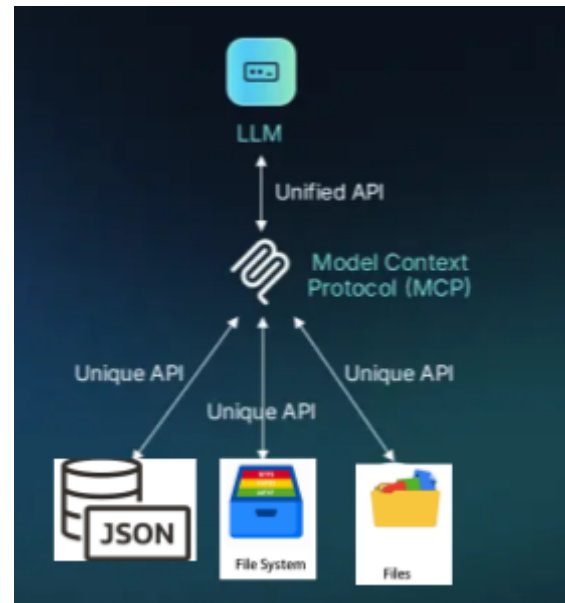 LLM
Unified API
Model Context
Protocol (MCP)
Unique API
Unique API
Unique API
JSON
File System
Files